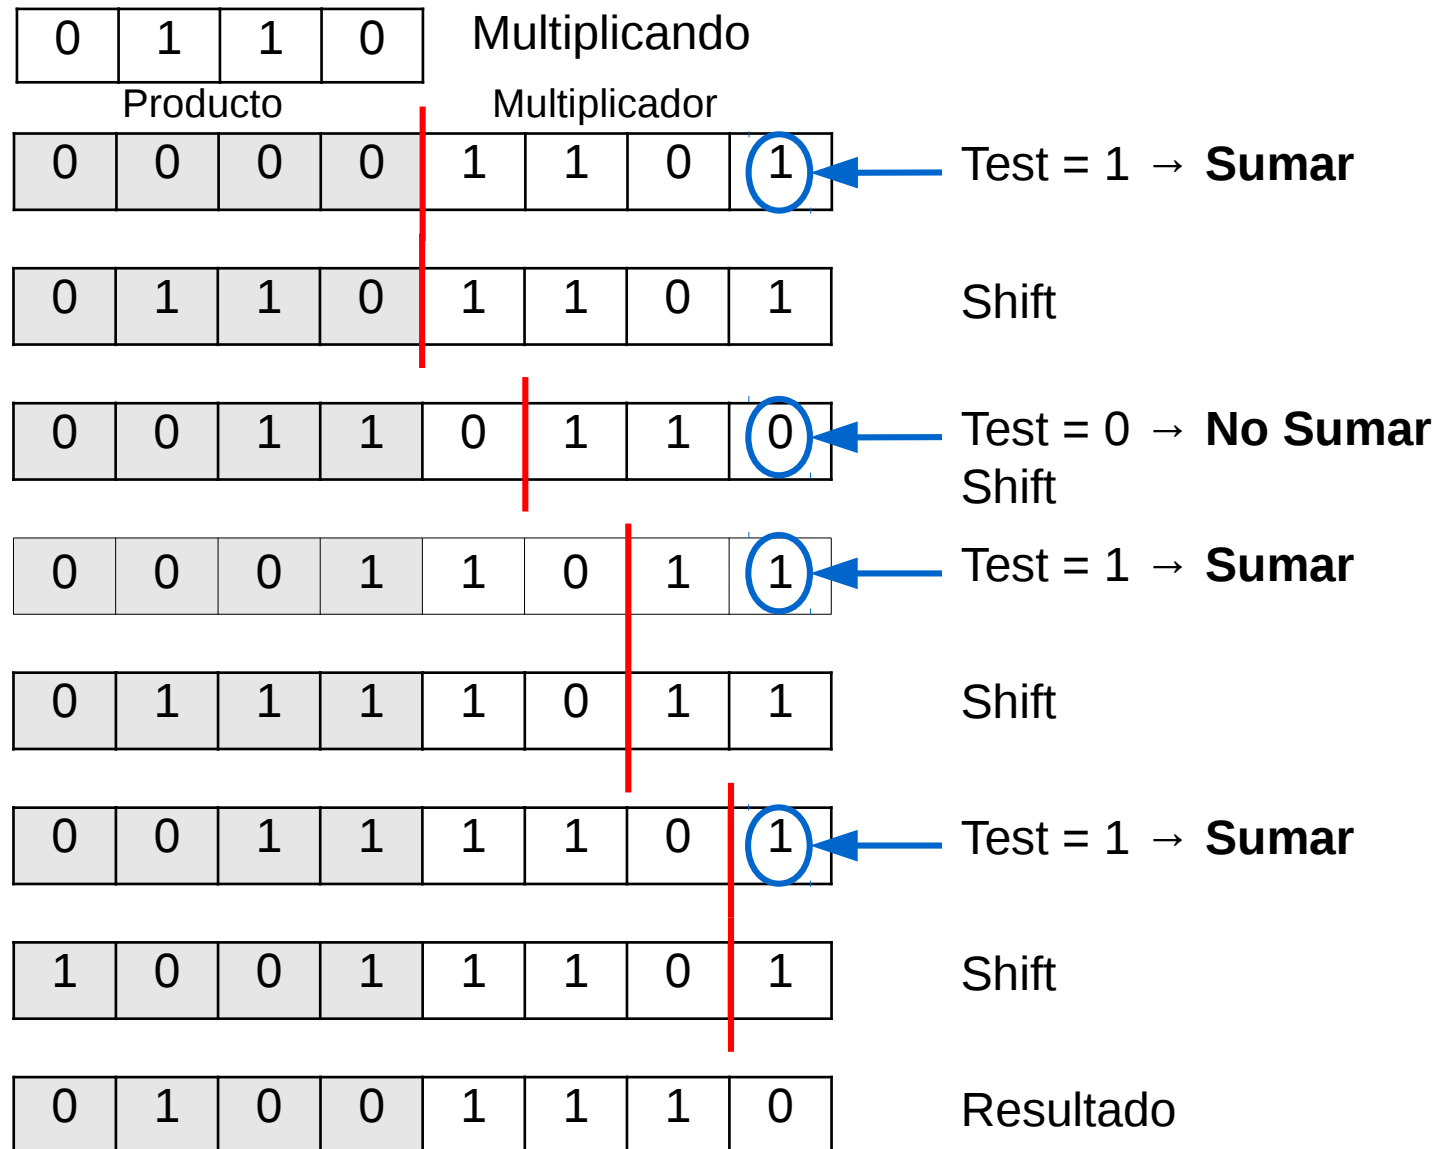 0 1 1 0 Multiplicando
Producto Multiplicador
0 0 0 0 1 1 0 1 Test = 1 → Sumar
0 1 1 0 1 1 0 1 Shift
0 0 1 1 0 1 1 0 Test = 0 → No Sumar
Shift
0 0 0 1 1 0 1 1 Test = 1 → Sumar
0 1 1 1 1 0 1 1 Shift
0 0 1 1 1 1 0 1 Test = 1 → Sumar
1 0 0 1 1 1 0 1 Shift
0 1 0 0 1 1 1 0 Resultado